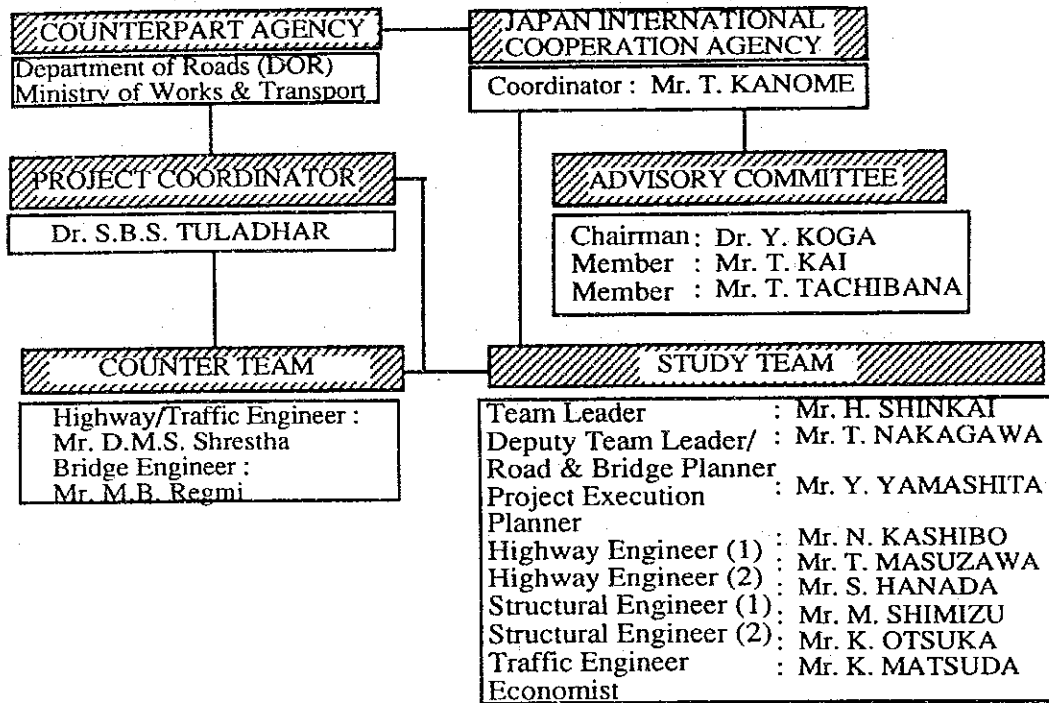 COUNTERPART AGENCY
Department of Roads (DOR)
Ministry of Works & Transport
JAPAN INTERNATIONAL
COOPERATION AGENCY
Coordinator : Mr. T. KANOME
PROJECT COORDINATOR
Dr. S.B.S. TULADHAR
ADVISORY COMMITTEE
Chairman : Dr. Y. KOGA
Member : Mr. T. KAI
Member : Mr. T. TACHIBANA
COUNTER TEAM
Highway/Traffic Engineer :
Mr. D.M.S. Shrestha
Bridge Engineer :
Mr. M.B. Regmi
STUDY TEAM
Team Leader : Mr. H. SHINKAI
Deputy Team Leader/ : Mr. T. NAKAGAWA
Road & Bridge Planner
Project Execution : Mr. Y. YAMASHITA
Planner
Highway Engineer (1) : Mr. N. KASHIBO
Highway Engineer (2) : Mr. T. MASUZAWA
Structural Engineer (1) : Mr. S. HANADA
Structural Engineer (2) : Mr. M. SHIMIZU
Traffic Engineer : Mr. K. OTSUKA
Economist : Mr. K. MATSUDA